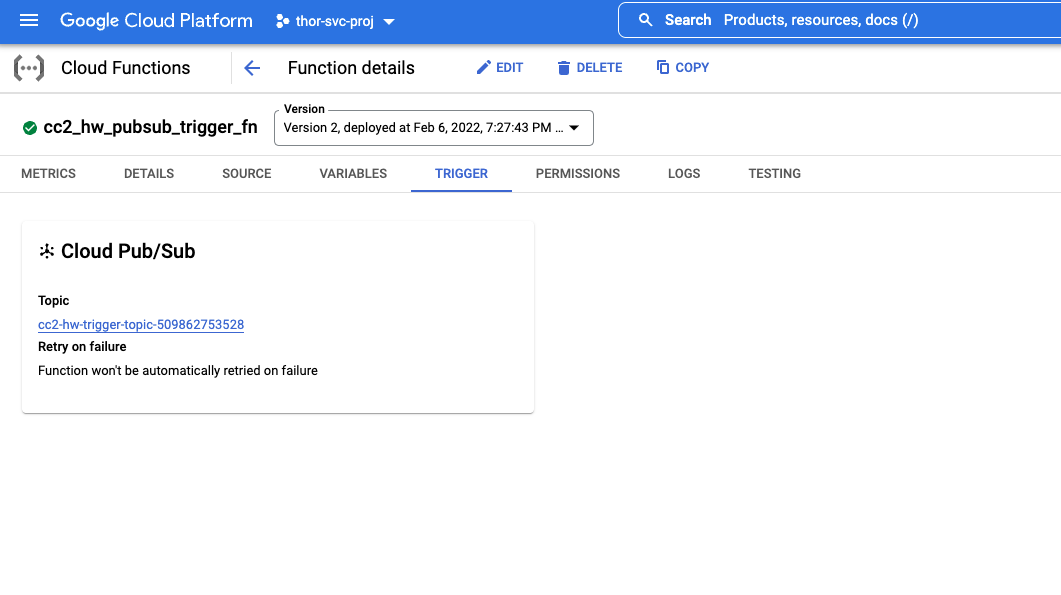 Google Cloud Platform thor-svc-proj Search Products, resources, docs (/)
Cloud Functions Function details EDIT DELETE COPY
Version
cc2_hw_pubsub_trigger_fn Version 2, deployed at Feb 6, 2022, 7:27:43 PM ...
METRICS DETAILS SOURCE VARIABLES TRIGGER PERMISSIONS LOGS TESTING
Cloud Pub/Sub
Topic
cc2-hw-trigger-topic-509862753528
Retry on failure
Function won't be automatically retried on failure